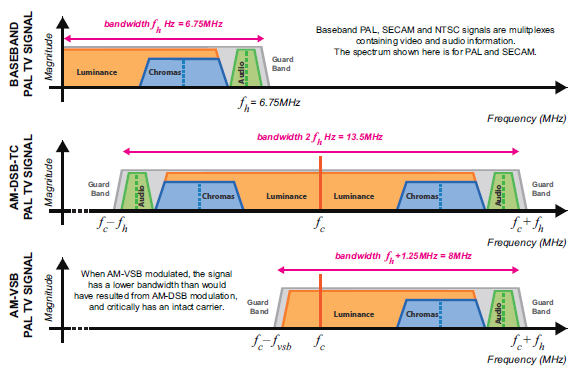 BASEBAND
PAL TV SIGNAL
Magnitude
bandwidth fh Hz = 6.75MHz
Baseband PAL, SECAM and NTSC signals are mulitplexes
containing video and audio information.
The spectrum shown here is for PAL and SECAM.
Luminance
Chromas
Audio
Guard
Band
fh = 6.75MHz
Frequency (MHz)
AM-DSB-TC
PAL TV SIGNAL
Magnitude
bandwidth 2 fh Hz = 13.5MHz
Guard
Band
Audio
Chromas
Luminance
Luminance
Chromas
Audio
Guard
Band
fc – fh
fc
fc + fh
Frequency (MHz)
AM-VSB
PAL TV SIGNAL
Magnitude
When AM-VSB modulated, the signal
has a lower bandwidth than would
have resulted from AM-DSB modulation,
and critically has an intact carrier.
bandwidth fh +1.25MHz = 8MHz
Guard
Band
Luminance
Chromas
Audio
Guard
Band
fc – fvsb
fc
fc + fh
Frequency (MHz)